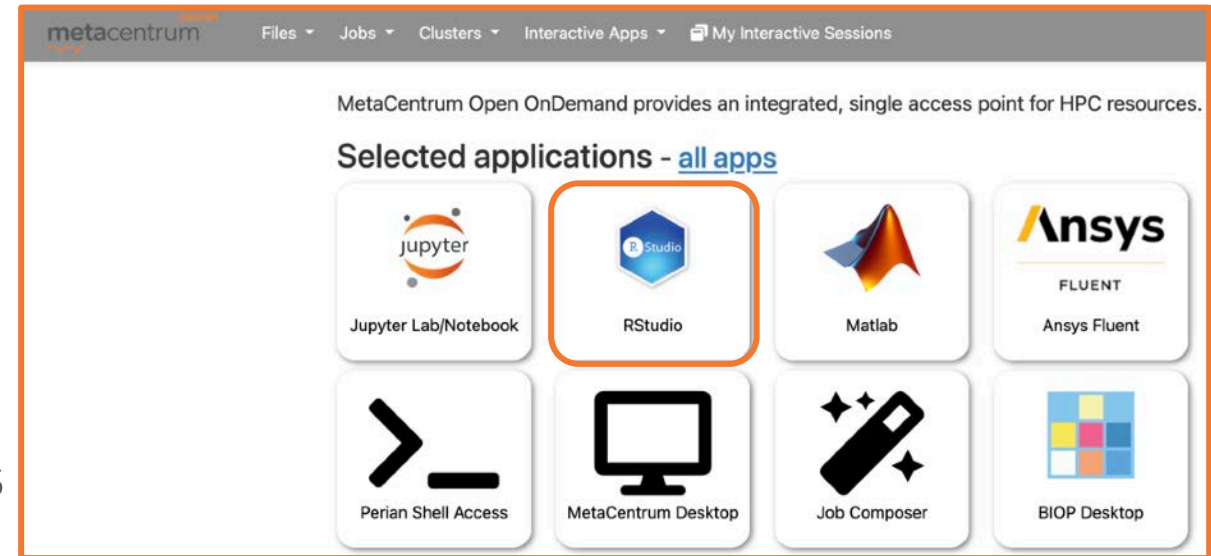 metacentrum Files Jobs Clusters Interactive Apps My Interactive Sessions
MetaCentrum Open OnDemand provides an integrated, single access point for HPC resources.
Selected applications - all apps
jupyter
R Studio
Ansys
FLUENT
Jupyter Lab/Notebook RStudio Matlab Ansys Fluent
Perian Shell Access MetaCentrum Desktop Job Composer BIOP Desktop